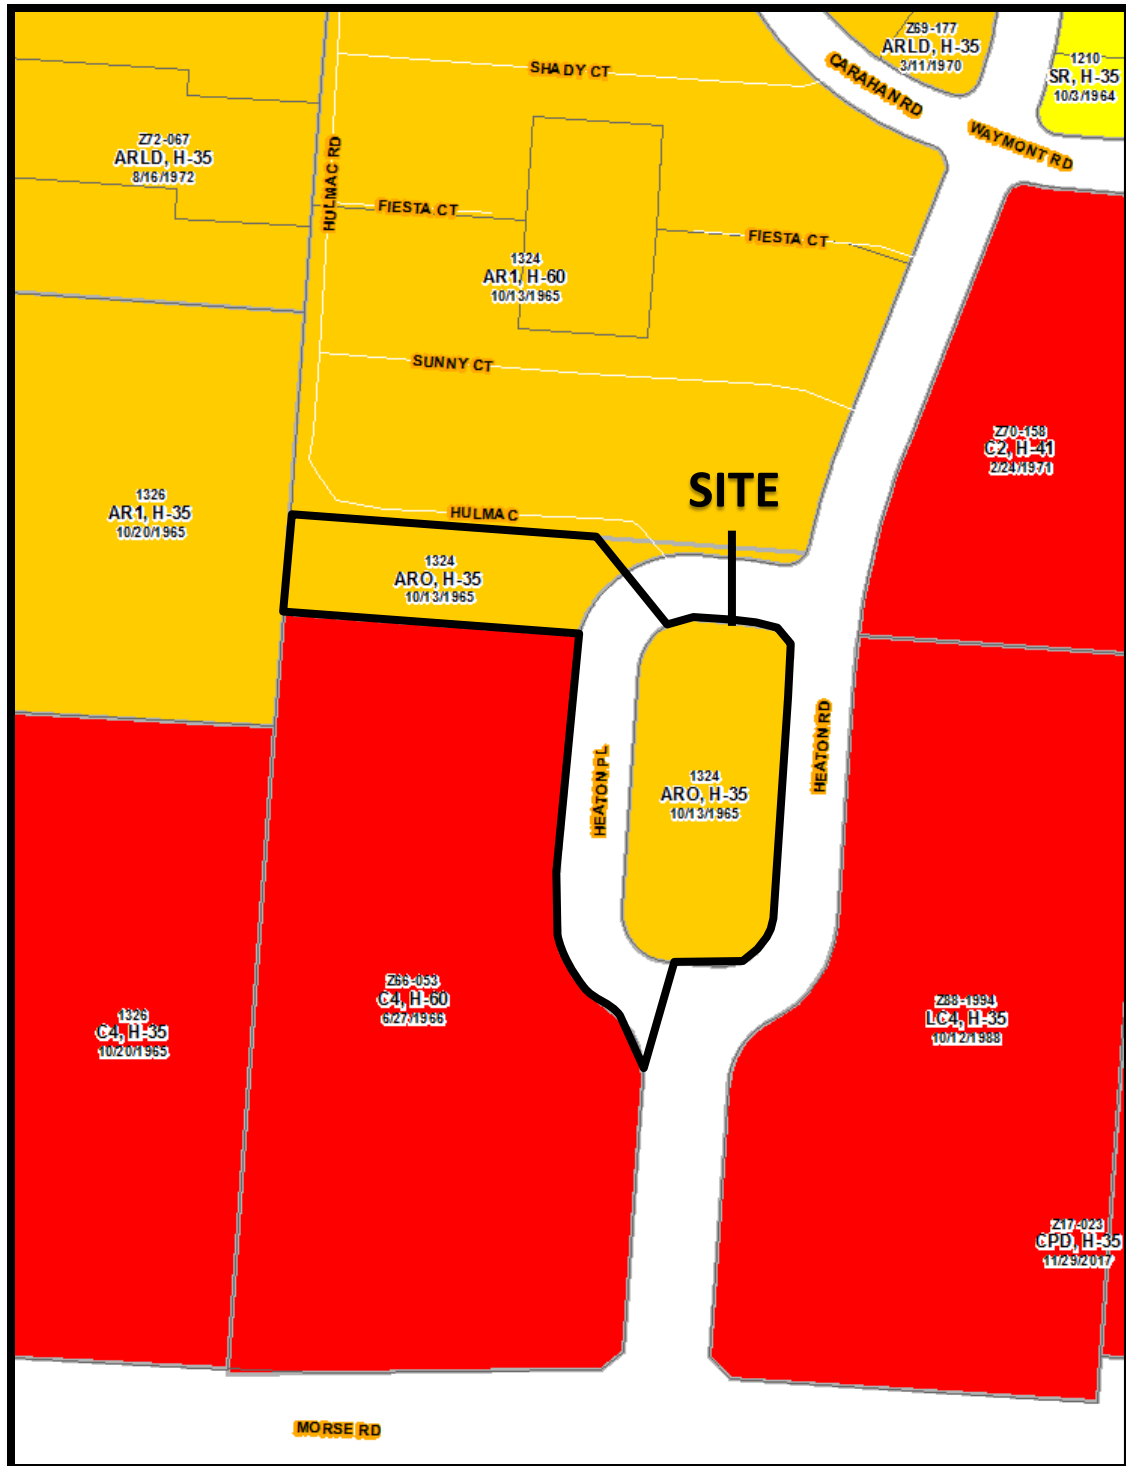 Z69-177
ARLD, H-35
3/11/1970
1210
SR, H-35
10/3/1964
SHADY CT
CARAHAN RD
WAYMONT RD
Z72-067
ARLD, H-35
8/16/1972
HULMAC RD
FIESTA CT
FIESTA CT
1324
AR1, H-60
10/13/1965
SUNNY CT
Z70-158
C2, H-41
2/24/1971
SITE
1326
AR1, H-35
10/20/1965
HULMAC
1324
ARO, H-35
10/13/1965
HEATON RD
HEATON PL
1324
ARO, H-35
10/13/1965
Z66-053
C4, H-60
6/27/1966
Z88-1994
LC4, H-35
10/12/1988
1326
C4, H-35
10/20/1965
Z17-023
CPD, H-35
11/29/2017
MORSE RD